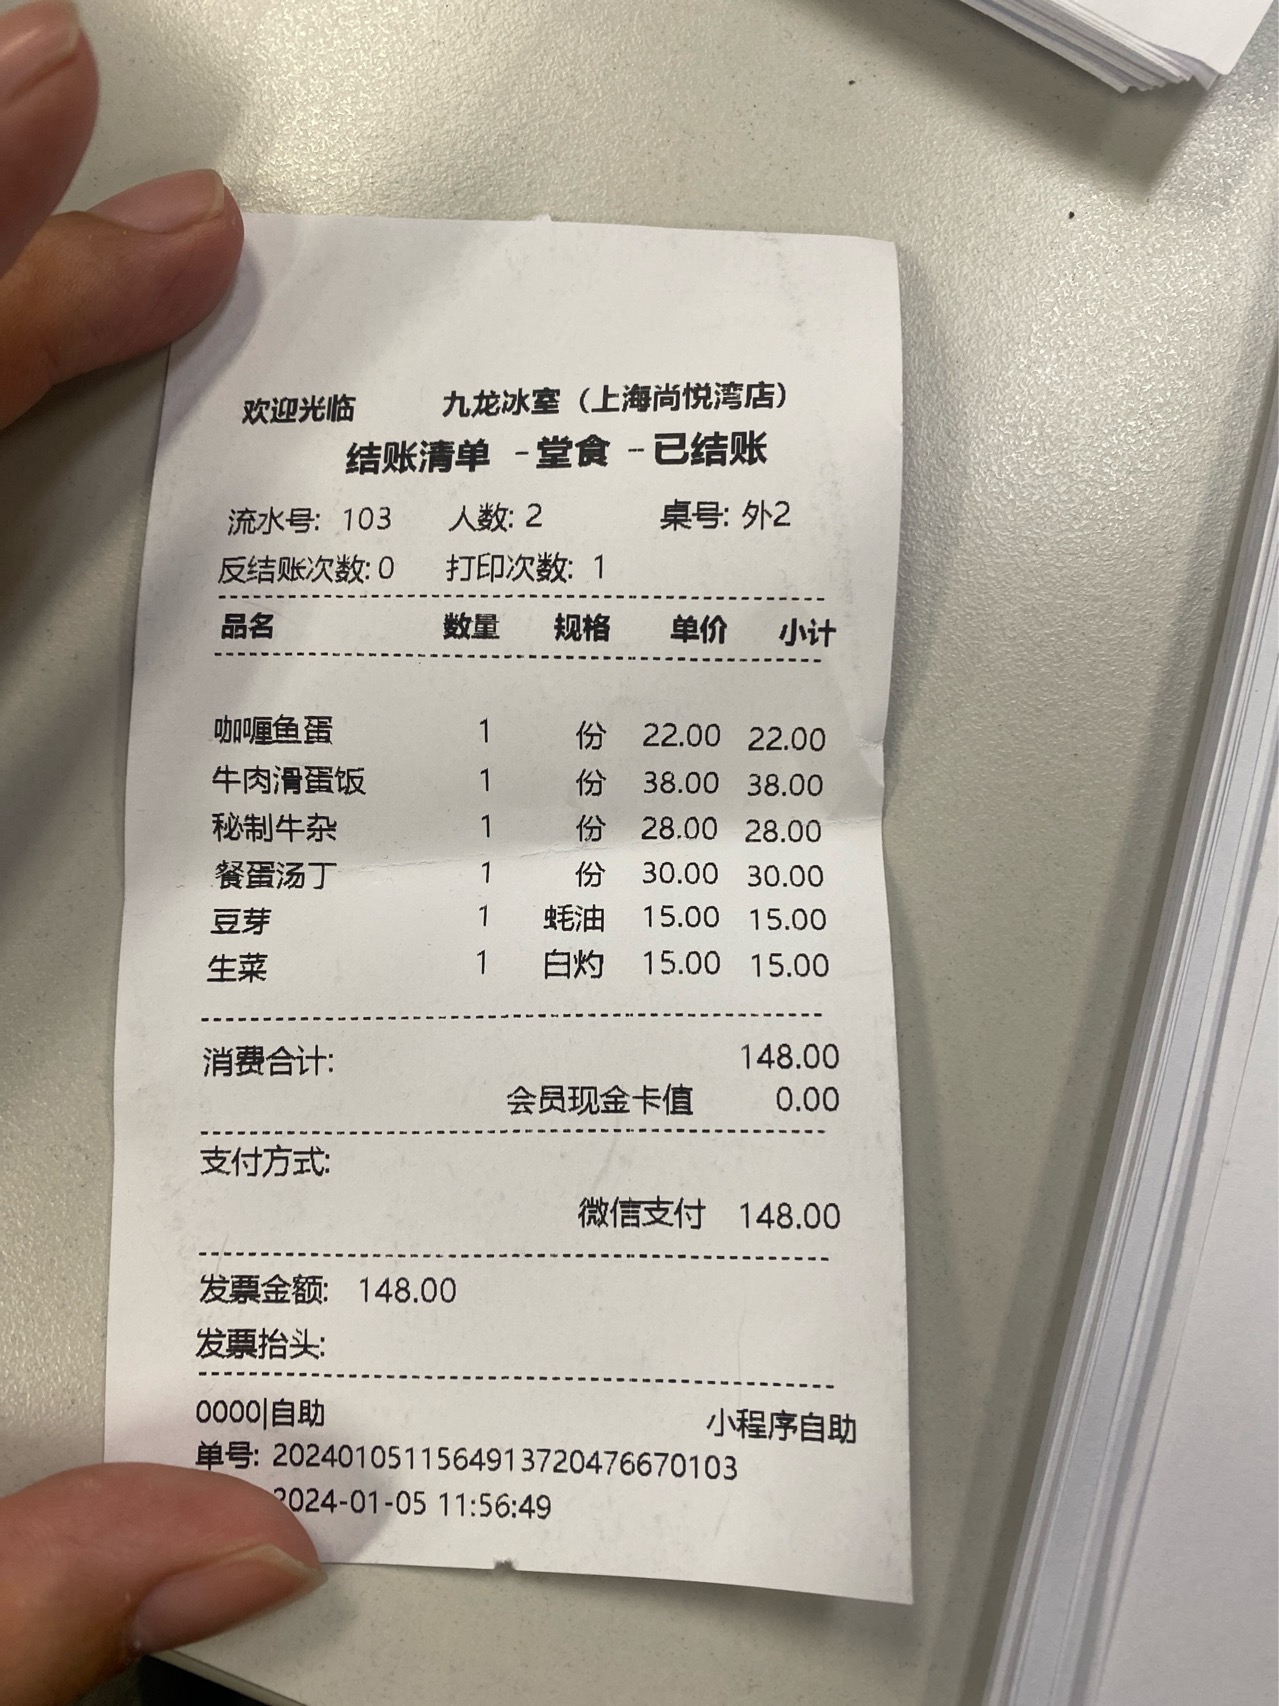 欢迎光临 九龙冰室（上海尚悦湾店）
结账清单 -堂食 --已结账
流水号: 103 人数: 2 桌号: 外2
反结账次数: 0 打印次数: 1
品名 数量 规格 单价 小计
咖喱鱼蛋 1 份 22.00 22.00
牛肉滑蛋饭 1 份 38.00 38.00
秘制牛杂 1 份 28.00 28.00
餐蛋汤丁 1 份 30.00 30.00
豆芽 1 蚝油 15.00 15.00
生菜 1 白灼 15.00 15.00
消费合计: 148.00
会员现金卡值 0.00
支付方式:
微信支付 148.00
发票金额: 148.00
发票抬头:
0000|自助 小程序自助
单号: 20240105115649137204766​70103
2024-01-05 11:56:49